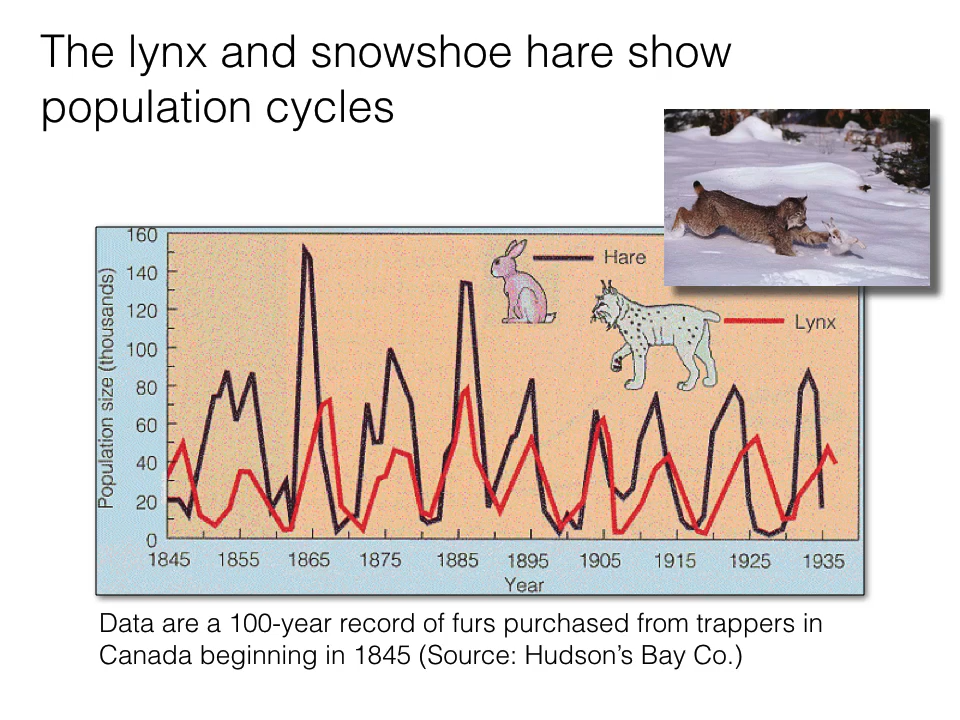 The lynx and snowshoe hare show
population cycles
160
140
120
100
80
60
40
20
0
Population size (thousands)
Hare
Lynx
1845 1855 1865 1875 1885 1895 1905 1915 1925 1935
Year
Data are a 100-year record of furs purchased from trappers in
Canada beginning in 1845 (Source: Hudson’s Bay Co.)